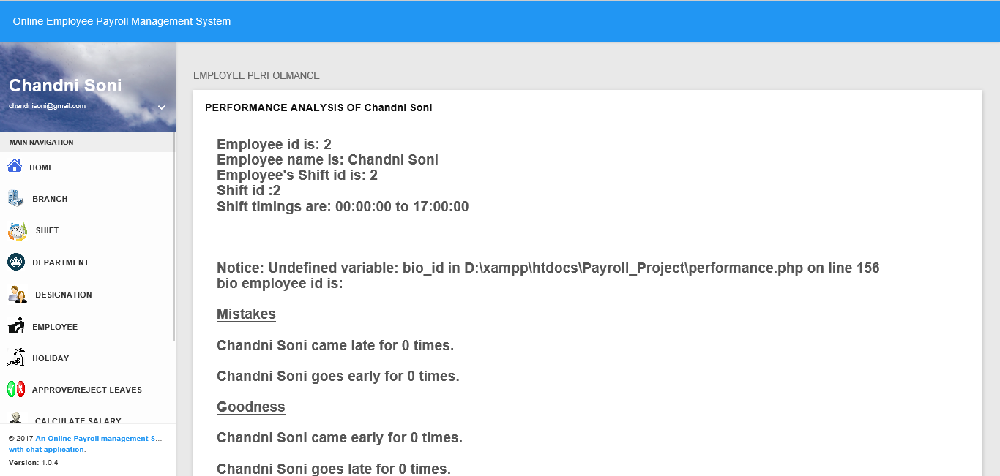 Online Employee Payroll Management System
Chandni Soni
chandnisoni@gmail.com
MAIN NAVIGATION
HOME
BRANCH
SHIFT
DEPARTMENT
DESIGNATION
EMPLOYEE
HOLIDAY
APPROVE/REJECT LEAVES
CALCULATE SALARY
© 2017 An Online Payroll management S...
with chat application.
Version: 1.0.4
EMPLOYEE PERFOEMANCE
PERFORMANCE ANALYSIS OF Chandni Soni
Employee id is: 2
Employee name is: Chandni Soni
Employee's Shift id is: 2
Shift id :2
Shift timings are: 00:00:00 to 17:00:00
Notice: Undefined variable: bio_id in D:\xampp\htdocs\Payroll_Project\performance.php on line 156
bio employee id is:
Mistakes
Chandni Soni came late for 0 times.
Chandni Soni goes early for 0 times.
Goodness
Chandni Soni came early for 0 times.
Chandni Soni goes late for 0 times.